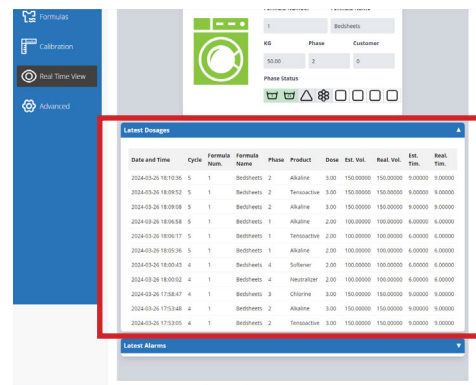 Formula Number Formula Name
Formulas
1 Bedsheets
KG Phase Customer
Calibration
50.00 2 0
Real Time View
Phase Status
Advanced
Latest Dosages
Date and Time Cycle Formula Num. Formula Name Phase Product Dose Est. Vol. Real. Vol. Est. Tim. Real. Tim.
2024-03-26 18:10:36 5 1 Bedsheets 2 Alkaline 3.00 150.00000 150.00000 9.00000 9.00000
2024-03-26 18:09:52 5 1 Bedsheets 2 Tensoactive 3.00 150.00000 150.00000 9.00000 9.00000
2024-03-26 18:09:08 5 1 Bedsheets 2 Alkaline 3.00 150.00000 150.00000 9.00000 9.00000
2024-03-26 18:06:58 5 1 Bedsheets 1 Alkaline 2.00 100.00000 100.00000 6.00000 6.00000
2024-03-26 18:06:17 5 1 Bedsheets 1 Tensoactive 2.00 100.00000 100.00000 6.00000 6.00000
2024-03-26 18:05:36 5 1 Bedsheets 1 Alkaline 2.00 100.00000 100.00000 6.00000 6.00000
2024-03-26 18:00:43 4 1 Bedsheets 4 Softener 2.00 100.00000 100.00000 6.00000 6.00000
2024-03-26 18:00:02 4 1 Bedsheets 4 Neutralizer 2.00 100.00000 100.00000 6.00000 6.00000
2024-03-26 17:58:47 4 1 Bedsheets 3 Chlorine 3.00 150.00000 150.00000 9.00000 9.00000
2024-03-26 17:53:48 4 1 Bedsheets 2 Alkaline 3.00 150.00000 150.00000 9.00000 9.00000
2024-03-26 17:53:05 4 1 Bedsheets 2 Tensoactive 3.00 150.00000 150.00000 9.00000 9.00000
Latest Alarms